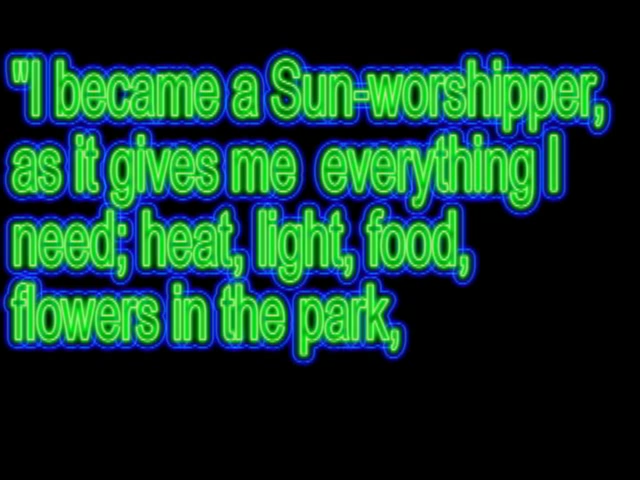 "I became a Sun-worshipper,
as it gives me  everything I
need; heat, light, food,
flowers in the park,